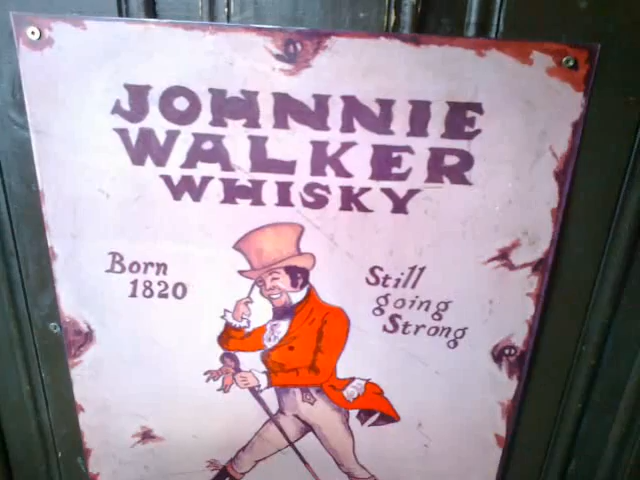 JOHNNIE
WALKER
WHISKY
Born
1820
Still
going
Strong